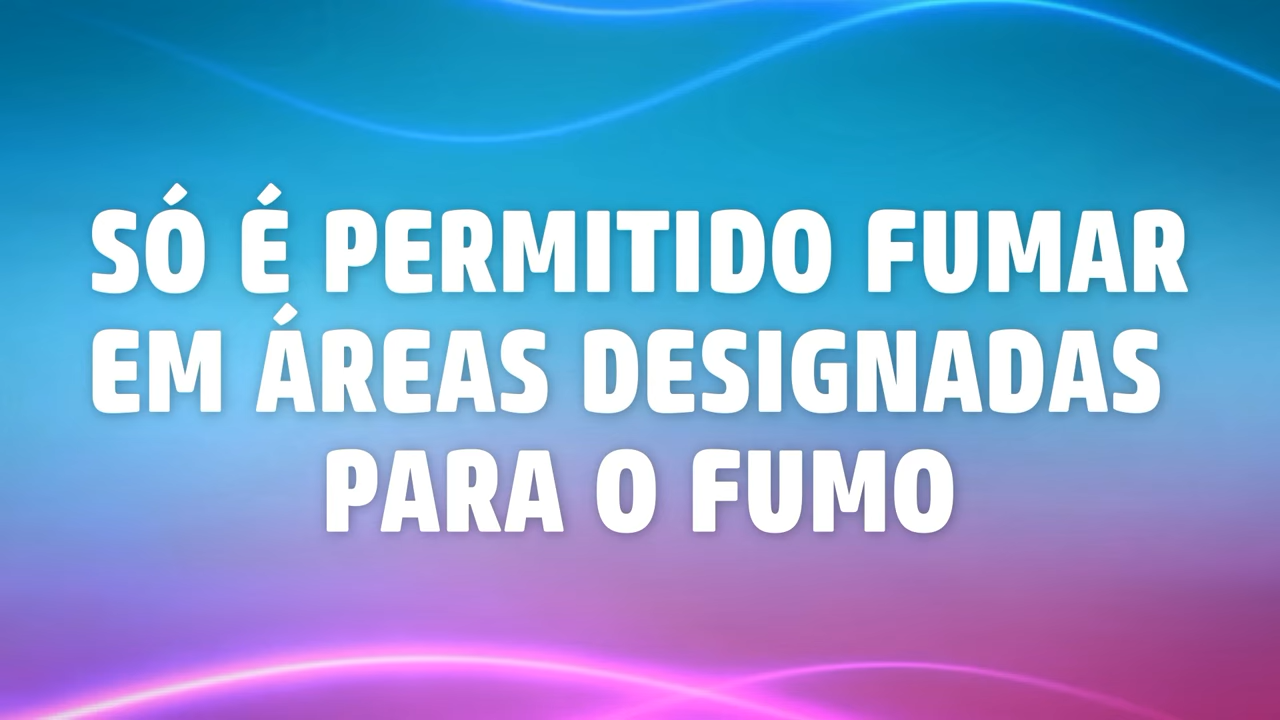 SÓ É PERMITIDO FUMAR
EM ÁREAS DESIGNADAS
PARA O FUMO